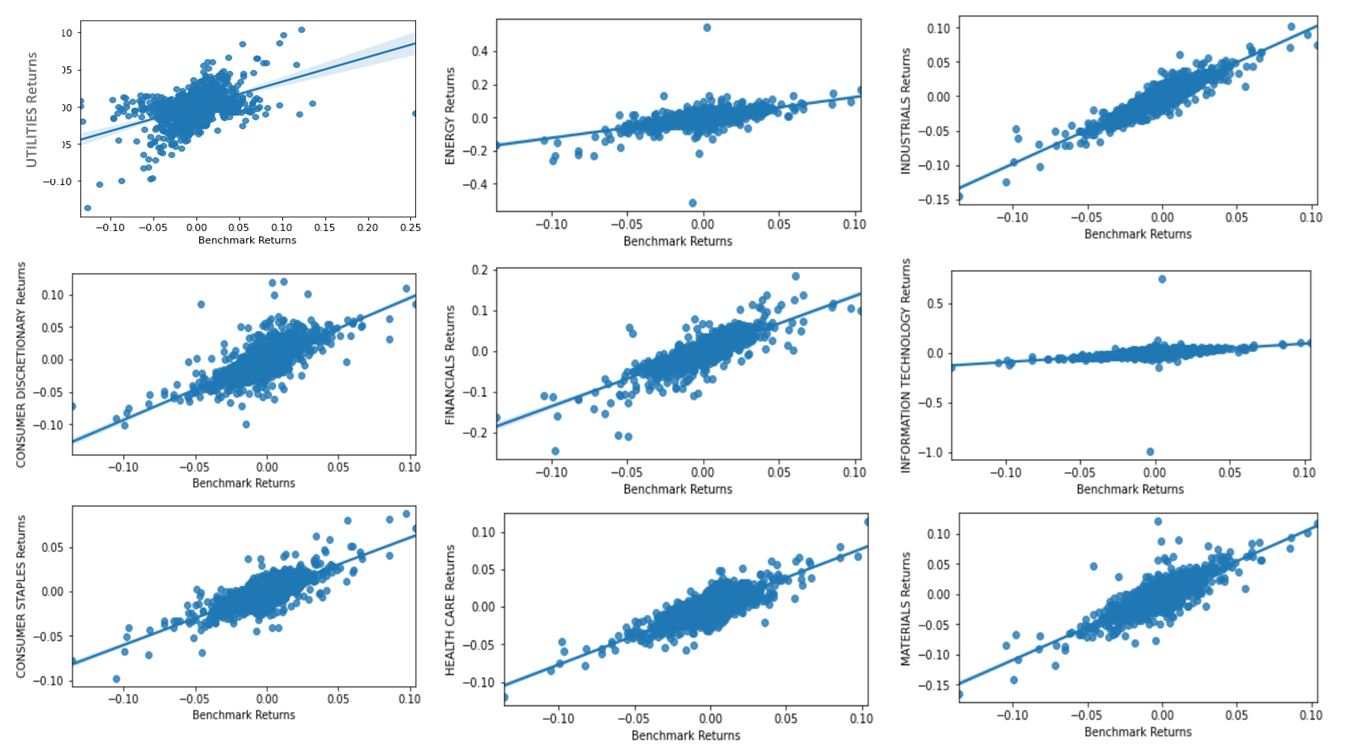 UTILITIES Returns
10
05
00
05
−0.10
−0.10 −0.05 0.00 0.05 0.10 0.15 0.20 0.25
Benchmark Returns
ENERGY Returns
0.4
0.2
0.0
−0.2
−0.4
−0.10 −0.05 0.00 0.05 0.10
Benchmark Returns
INDUSTRIALS Returns
0.10
0.05
0.00
−0.05
−0.10
−0.15
−0.10 −0.05 0.00 0.05 0.10
Benchmark Returns
CONSUMER DISCRETIONARY Returns
0.10
0.05
0.00
−0.05
−0.10
−0.10 −0.05 0.00 0.05 0.10
Benchmark Returns
FINANCIALS Returns
0.2
0.1
0.0
−0.1
−0.2
−0.10 −0.05 0.00 0.05 0.10
Benchmark Returns
INFORMATION TECHNOLOGY Returns
0.5
0.0
−0.5
−1.0
−0.10 −0.05 0.00 0.05 0.10
Benchmark Returns
CONSUMER STAPLES Returns
0.05
0.00
−0.05
−0.10
−0.10 −0.05 0.00 0.05 0.10
Benchmark Returns
HEALTH CARE Returns
0.10
0.05
0.00
−0.05
−0.10
−0.10 −0.05 0.00 0.05 0.10
Benchmark Returns
MATERIALS Returns
0.10
0.05
0.00
−0.05
−0.10
−0.15
−0.10 −0.05 0.00 0.05 0.10
Benchmark Returns